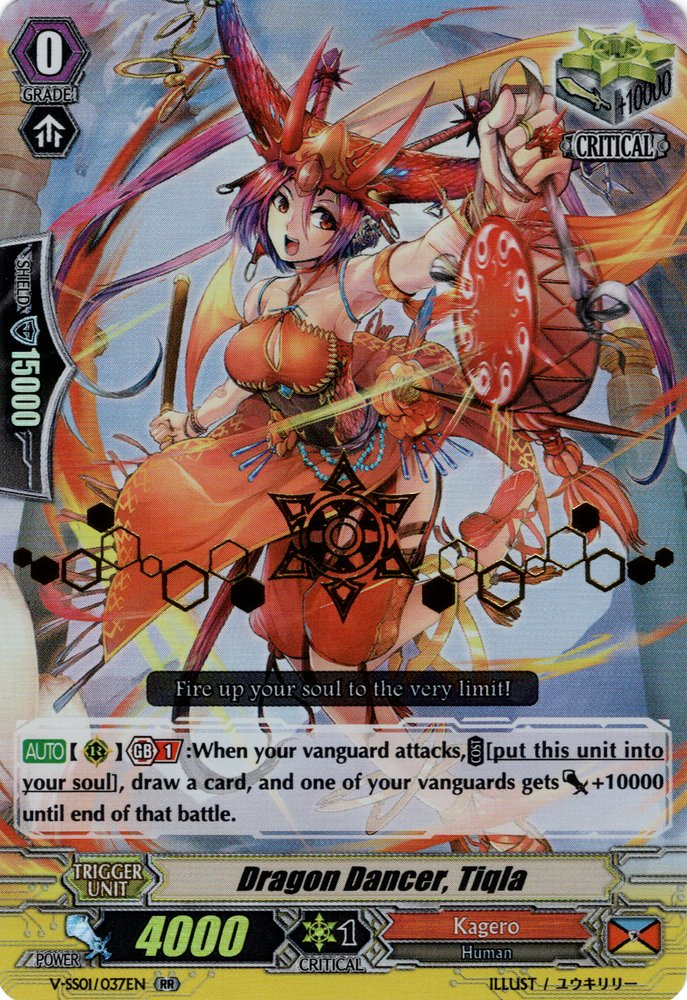 0
GRADE
+10000
CRITICAL
SHIELD
15000
Fire up your soul to the very limit!
AUTO【R】GB 1:When your vanguard attacks,COST[put this unit into
your soul], draw a card, and one of your vanguards gets +10000
until end of that battle.
TRIGGER
UNIT
Dragon Dancer, Tiqla
POWER
4000
1
CRITICAL
Kagero
Human
V-SS01/037EN RR
ILLUST / ユウキリリー